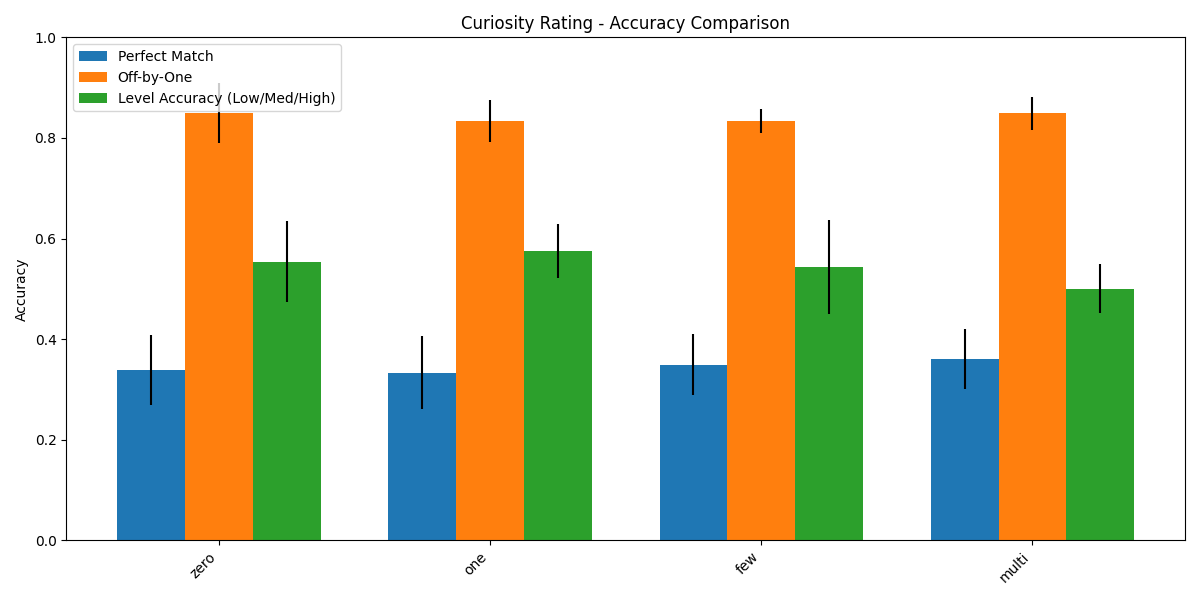 Curiosity Rating - Accuracy Comparison
Perfect Match
Off-by-One
Level Accuracy (Low/Med/High)
Accuracy
1.0
0.8
0.6
0.4
0.2
0.0
zero
one
few
multi